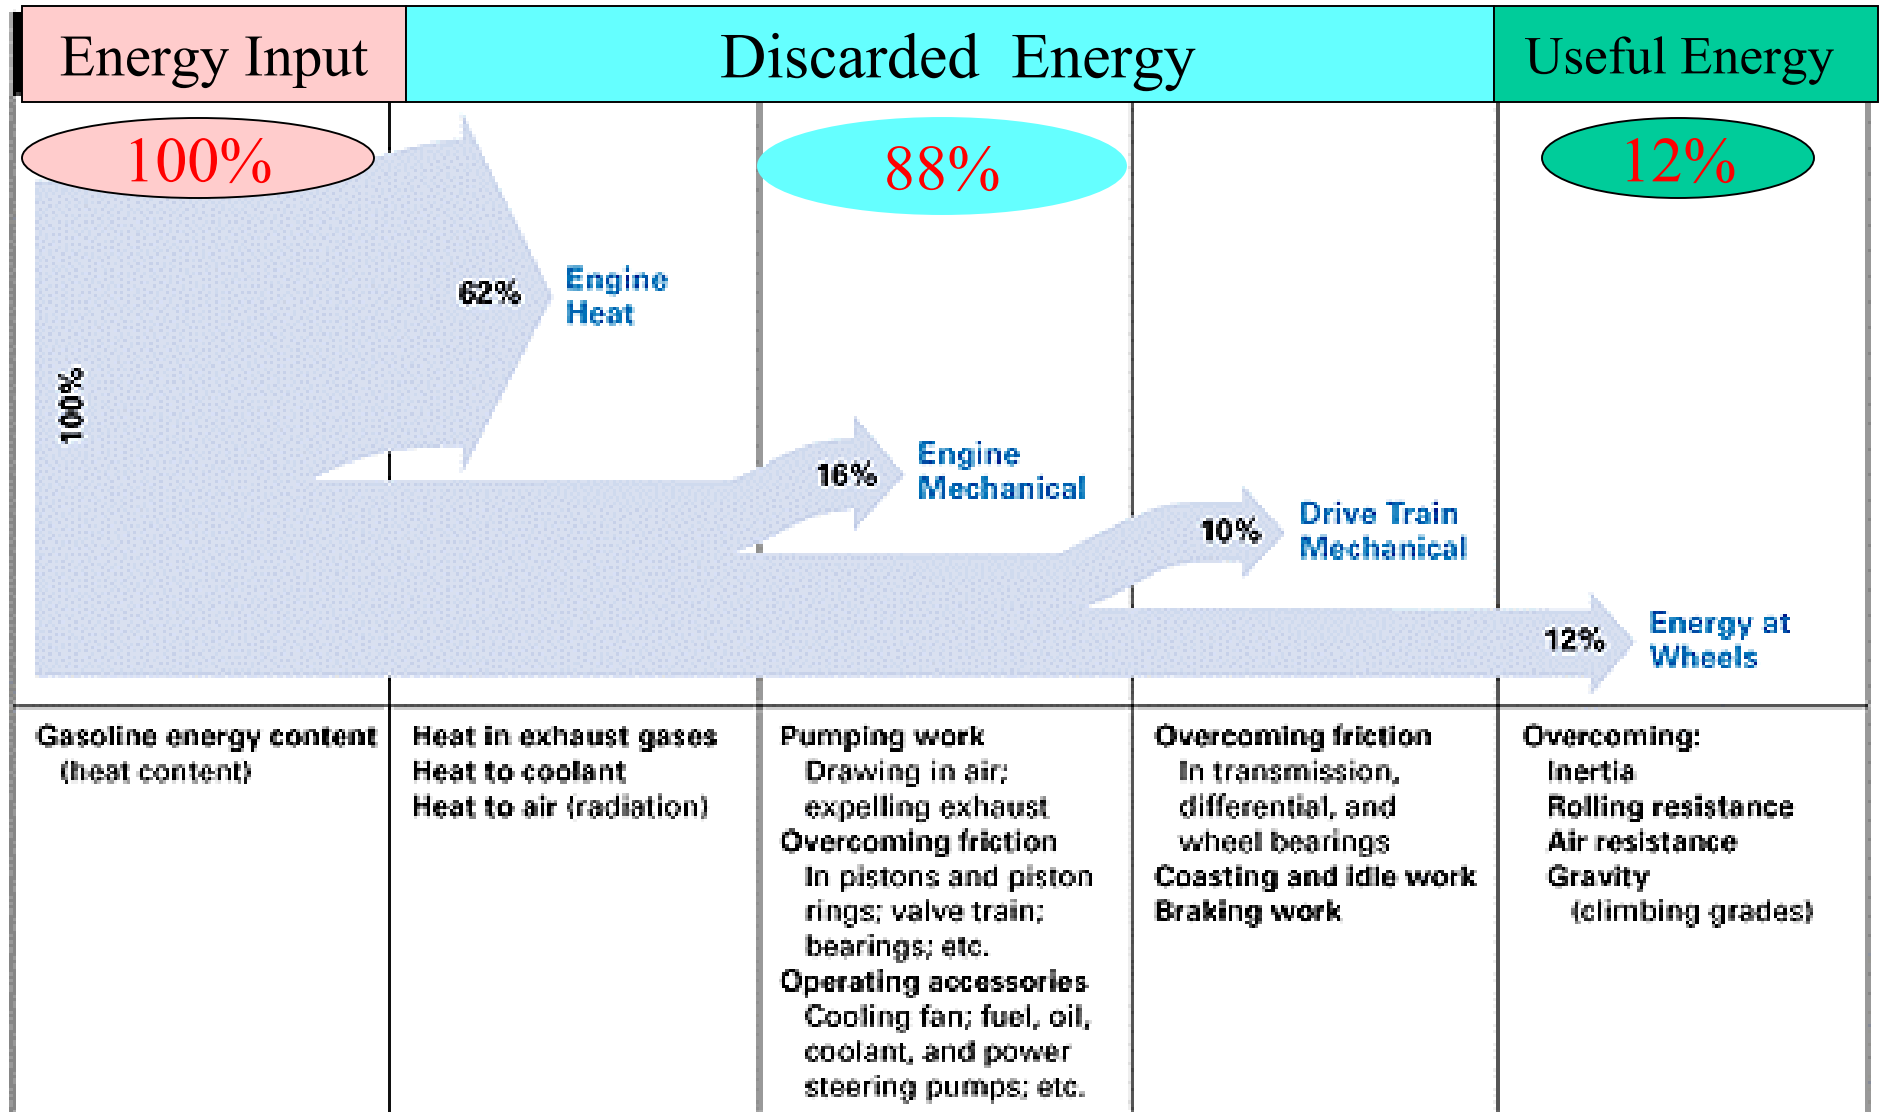 Energy Input
Discarded Energy
Useful Energy
100%
88%
12%
62%
Engine
Heat
100%
16%
Engine
Mechanical
10%
Drive Train
Mechanical
12%
Energy at
Wheels
Gasoline energy content
(heat content)
Heat in exhaust gases
Heat to coolant
Heat to air (radiation)
Pumping work
Drawing in air;
expelling exhaust
Overcoming friction
In pistons and piston
rings; valve train;
bearings; etc.
Operating accessories
Cooling fan; fuel, oil,
coolant, and power
steering pumps; etc.
Overcoming friction
In transmission,
differential, and
wheel bearings
Coasting and idle work
Braking work
Overcoming:
Inertia
Rolling resistance
Air resistance
Gravity
(climbing grades)